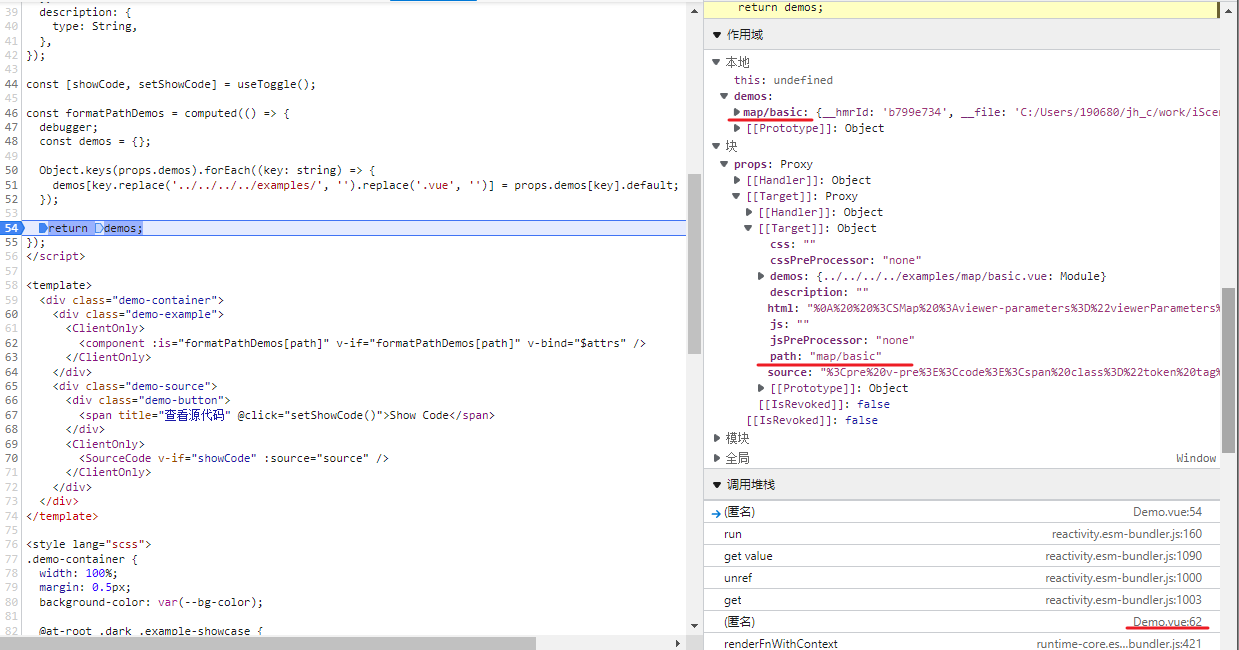 39 description: {
40 type: String,
41 },
42 });
43
44 const [showCode, setShowCode] = useToggle();
45
46 const formatPathDemos = computed(() => {
47 debugger;
48 const demos = {};
49
50 Object.keys(props.demos).forEach((key: string) => {
51 demos[key.replace('../../../../examples/', '').replace('.vue', '')] = props.demos[key].default;
52 });
53
54 return demos;
55 });
56 </script>
57
58 <template>
59 <div class="demo-container">
60 <div class="demo-example">
61 <ClientOnly>
62 <component :is="formatPathDemos[path]" v-if="formatPathDemos[path]" v-bind="$attrs" />
63 </ClientOnly>
64 </div>
65 <div class="demo-source">
66 <div class="demo-button">
67 <span title="查看源代码" @click="setShowCode()">Show Code</span>
68 </div>
69 <ClientOnly>
70 <SourceCode v-if="showCode" :source="source" />
71 </ClientOnly>
72 </div>
73 </div>
74 </template>
75
76 <style lang="scss">
77 .demo-container {
78 width: 100%;
79 margin: 0.5px;
80 background-color: var(--bg-color);
81
82 @at-root .dark .example-showcase {
return demos;
作用域
本地
this: undefined
demos:
map/basic: {__hmrId: 'b799e734', __file: 'C:/Users/190680/jh_c/work/iScer
[[Prototype]]: Object
块
props: Proxy
[[Handler]]: Object
[[Target]]: Proxy
[[Handler]]: Object
[[Target]]: Object
css: ""
cssPreProcessor: "none"
demos: {../../../../examples/map/basic.vue: Module}
description: ""
html: "%0A%20%20%3CSMap%20%3Aviewer-parameters%3D%22viewerParameters%
js: ""
jsPreProcessor: "none"
path: "map/basic"
source: "%3Cpre%20v-pre%3E%3Ccode%3E%3Cspan%20class%3D%22token%20tag%
[[Prototype]]: Object
[[IsRevoked]]: false
[[IsRevoked]]: false
模块
全局 Window
调用堆栈
(匿名) Demo.vue:54
run reactivity.esm-bundler.js:160
get value reactivity.esm-bundler.js:1090
unref reactivity.esm-bundler.js:1000
get reactivity.esm-bundler.js:1003
(匿名) Demo.vue:62
renderFnWithContext runtime-core.es…bundler.js:421